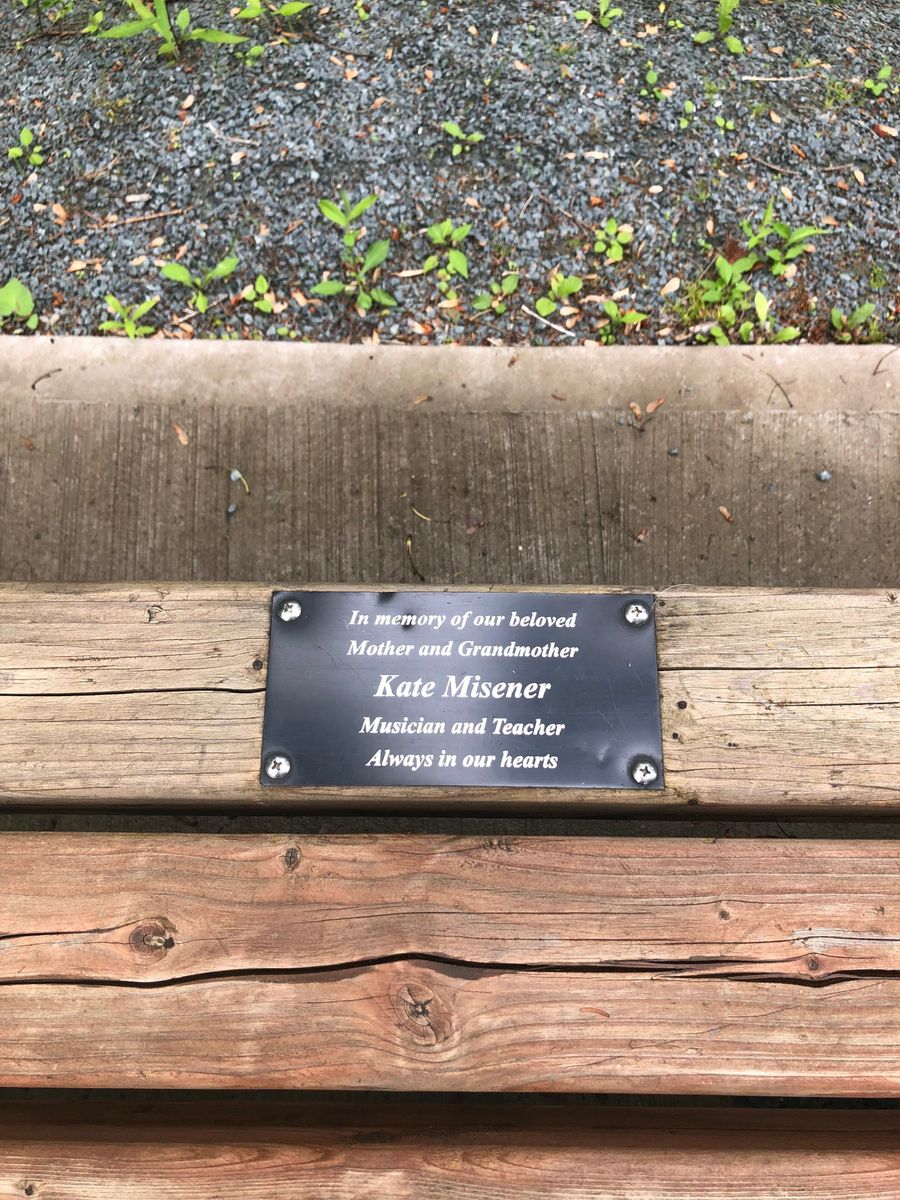 In memory of our beloved
Mother and Grandmother
Kate Misener
Musician and Teacher
Always in our hearts